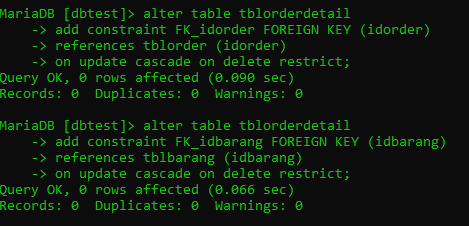 MariaDB [dbtest]> alter table tblorderdetail
    -> add constraint FK_idorder FOREIGN KEY (idorder)
    -> references tblorder (idorder)
    -> on update cascade on delete restrict;
Query OK, 0 rows affected (0.090 sec)
Records: 0  Duplicates: 0  Warnings: 0

MariaDB [dbtest]> alter table tblorderdetail
    -> add constraint FK_idbarang FOREIGN KEY (idbarang)
    -> references tblbarang (idbarang)
    -> on update cascade on delete restrict;
Query OK, 0 rows affected (0.066 sec)
Records: 0  Duplicates: 0  Warnings: 0